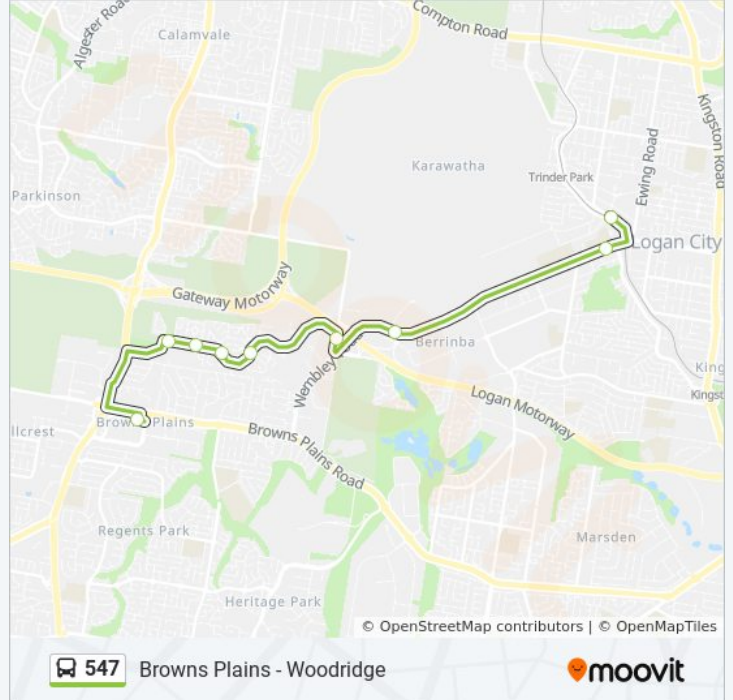 Algester Road
Compton Road
Calamvale
Kingston Road
Ewing Road
Karawatha
Trinder Park
Parkinson
Logan City
Gateway Motorway
Berrinba
Wembley
King
Kingst
Logan Motorway
Browns Plains
llcrest
Browns Plains Road
Regents Park
Marsden
Heritage Park
© OpenStreetMap contributors | © OpenMapTiles
547 Browns Plains - Woodridge
moovit